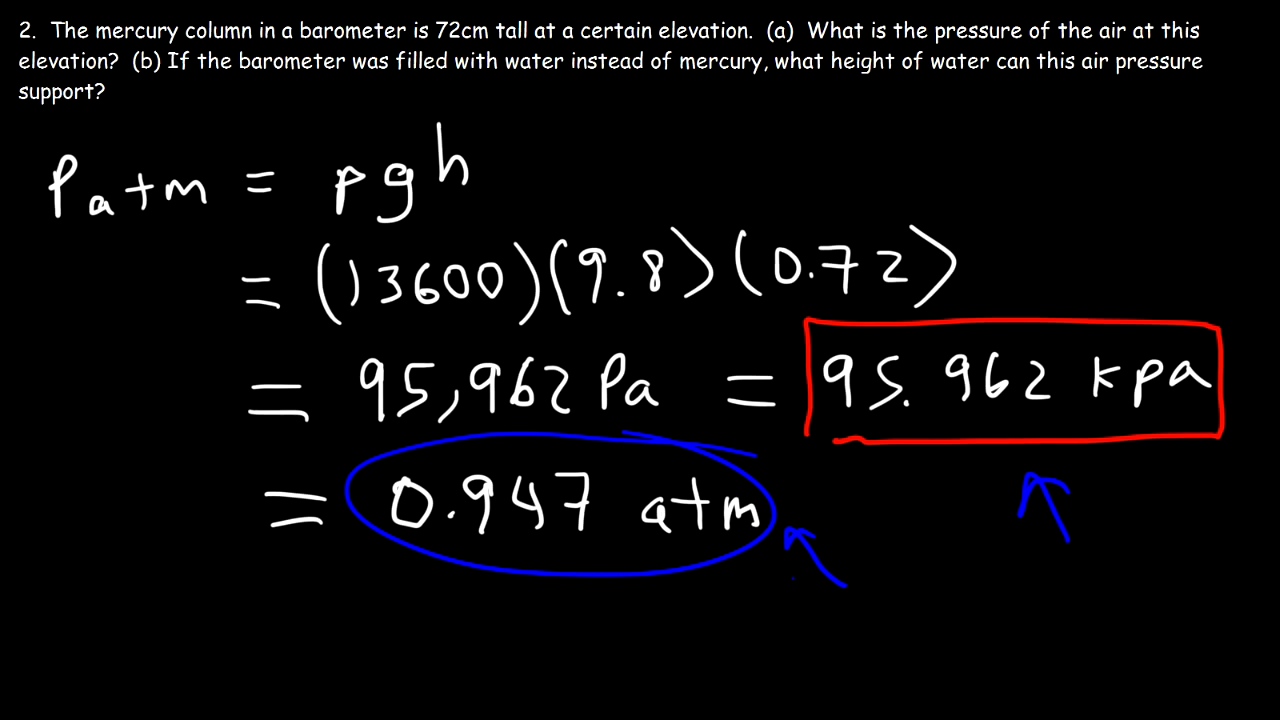 2. The mercury column in a barometer is 72cm tall at a certain elevation. (a) What is the pressure of the air at this
elevation? (b) If the barometer was filled with water instead of mercury, what height of water can this air pressure
support?
Patm = ρgh
= (13600)(9.8)(0.72)
= 95,962 Pa = 95.962 kpa
= 0.947 atm